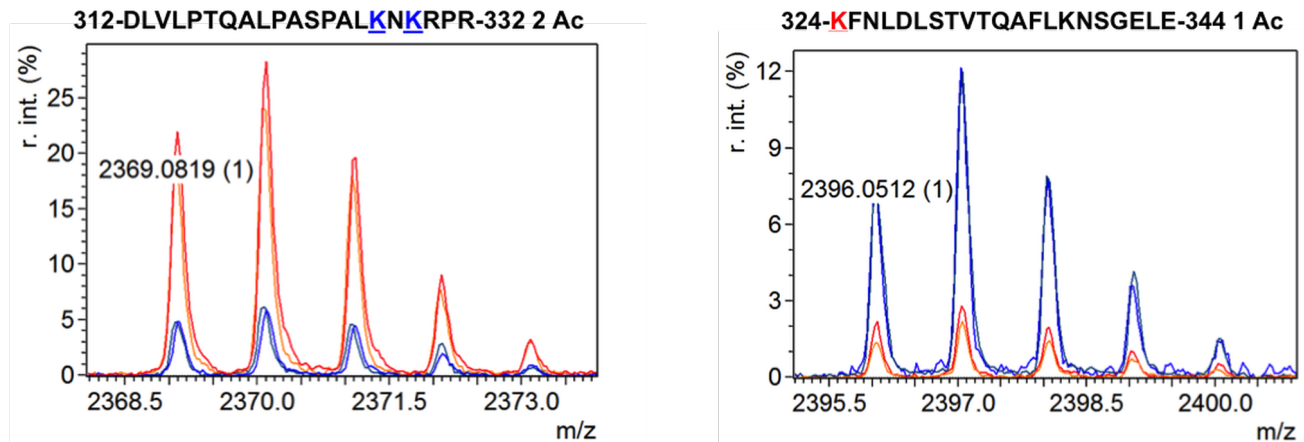 312-DLVLPTQALPASPALKNKRPR-332 2 Ac
r. int. (%)
25
20
15
10
5
0
2369.0819 (1)
2368.5 2370.0 2371.5 2373.0
m/z
324-KFNLDLSTVTQAFLKNSGELE-344 1 Ac
r. int. (%)
12
9
6
3
0
2396.0512 (1)
2395.5 2397.0 2398.5 2400.0
m/z